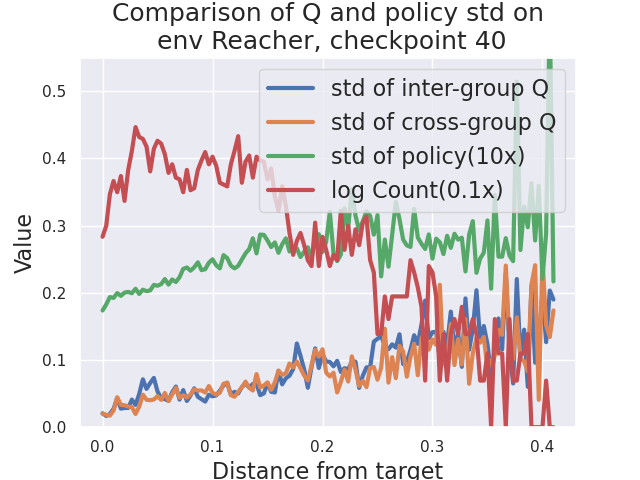 Comparison of Q and policy std on
env Reacher, checkpoint 40
std of inter-group Q
std of cross-group Q
std of policy(10x)
log Count(0.1x)
Value
0.5
0.4
0.3
0.2
0.1
0.0
0.0 0.1 0.2 0.3 0.4
Distance from target